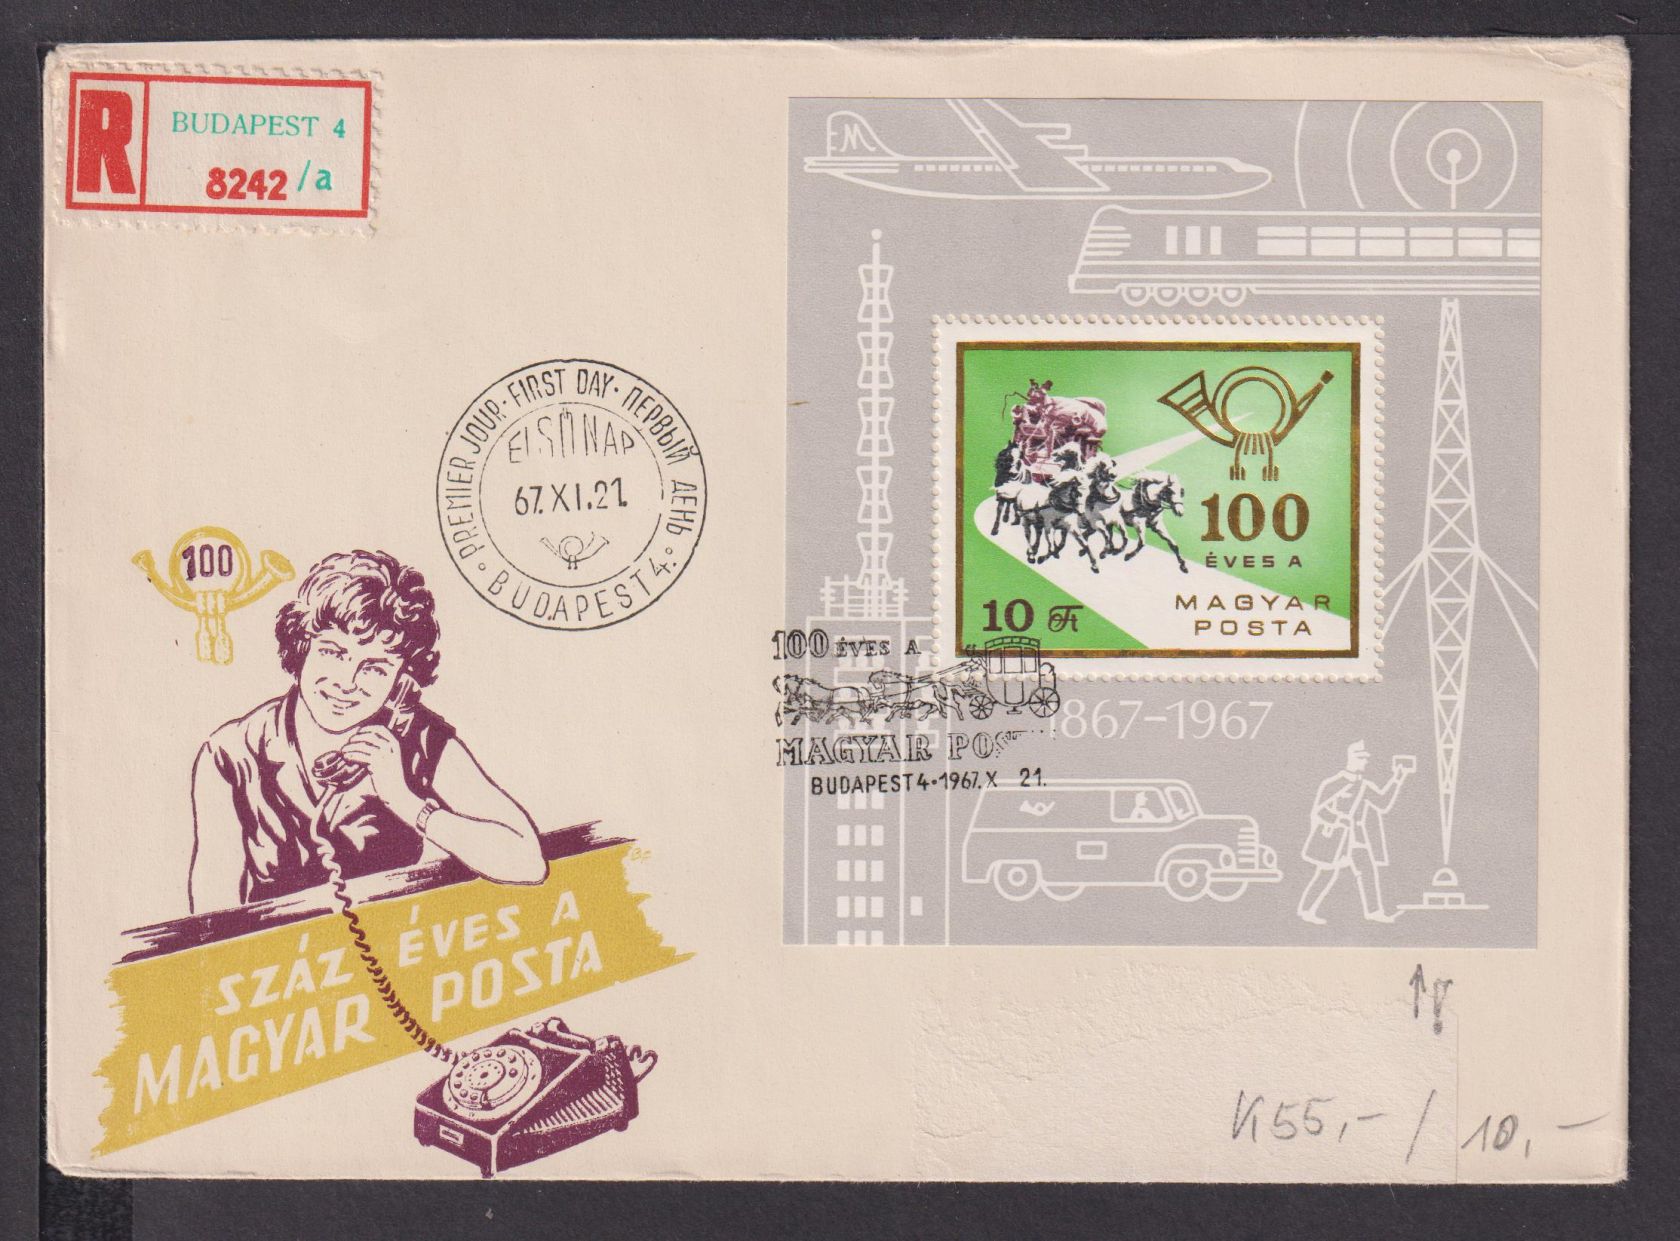 R
BUDAPEST 4
8242 /a
PREMIER JOUR · FIRST DAY · ПЕРВЫЙ ДЕНЬ
ELSŐ NAP
67.XI.21.
· BUDAPEST 4. ·
100
SZÁZ ÉVES A
MAGYAR POSTA
M
100
ÉVES A
MAGYAR
POSTA
10 Ft
1867-1967
100 ÉVES A
MAGYAR POS
BUDAPEST 4 · 1967. X 21.
K55,- / 10,-